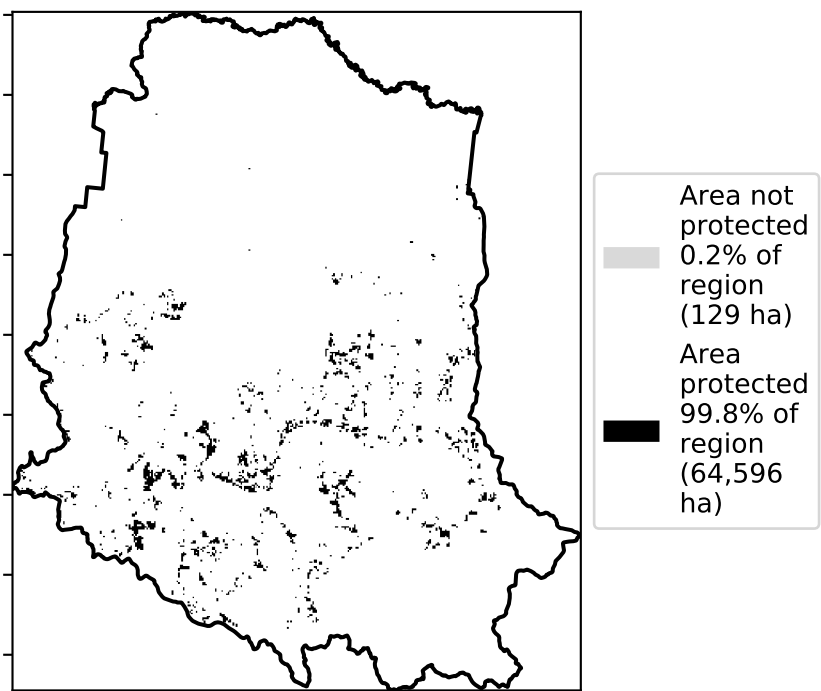 Area not
protected
0.2% of
region
(129 ha)
Area
protected
99.8% of
region
(64,596
ha)